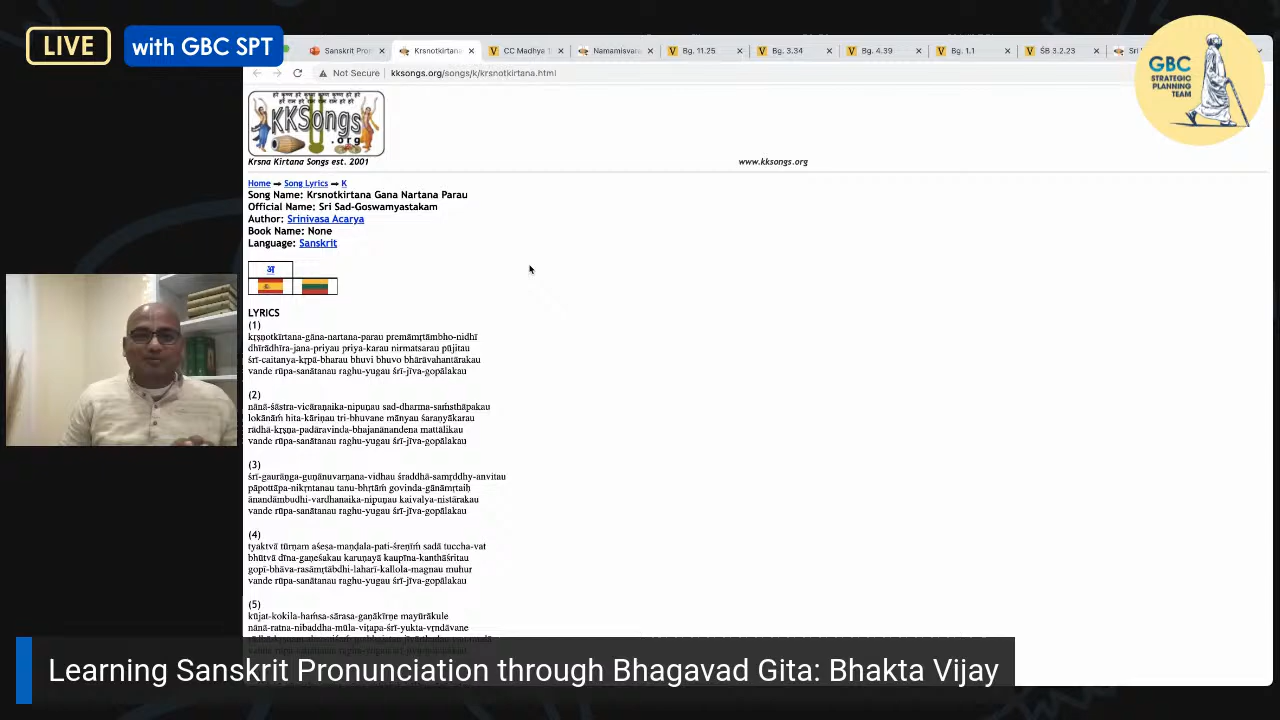 LIVE
with GBC SPT
Sanskrit Pron
Krsnotkirtana
CC Madhya
Namamisvara
Bg. 11.25
Bg. 3.34
Bg. 4.39
Bg. 1.1
ŚB 3.2.23
GBC
STRATEGIC
PLANNING
TEAM
Not Secure
kksongs.org/songs/k/krsnotkirtana.html
KKSongs
.org
Krsna Kirtana Songs est. 2001
www.kksongs.org
Home ➞ Song Lyrics ➞ K
Song Name: Krsnotkirtana Gana Nartana Parau
Official Name: Sri Sad-Goswamyastakam
Author: Srinivasa Acarya
Book Name: None
Language: Sanskrit
अ
LYRICS
(1)
kṛṣṇotkīrtana-gāna-nartana-parau premāmṛtāmbho-nidhī
dhīrādhīra-jana-priyau priya-karau nirmatsarau pūjitau
śrī-caitanya-kṛpā-bharau bhuvi bhuvo bhārāvahantārakau
vande rūpa-sanātanau raghu-yugau śrī-jīva-gopālakau
(2)
nānā-śāstra-vicāraṇaika-nipuṇau sad-dharma-saṁsthāpakau
lokānāṁ hita-kāriṇau tri-bhuvane mānyau śaraṇyākarau
rādhā-kṛṣṇa-padāravinda-bhajanānandena mattālikau
vande rūpa-sanātanau raghu-yugau śrī-jīva-gopālakau
(3)
śrī-gaurāṅga-guṇānuvarṇana-vidhau śraddhā-samṛddhy-anvitau
pāpottāpa-nikṛntanau tanu-bhṛtāṁ govinda-gānāmṛtaiḥ
ānandāmbudhi-vardhanaika-nipuṇau kaivalya-nistārakau
vande rūpa-sanātanau raghu-yugau śrī-jīva-gopālakau
(4)
tyaktvā tūrṇam aśeṣa-maṇḍala-pati-śreṇīṁ sadā tuccha-vat
bhūtvā dīna-gaṇeśakau karuṇayā kaupīna-kanthāśritau
gopī-bhāva-rasāmṛtābdhi-laharī-kallola-magnau muhur
vande rūpa-sanātanau raghu-yugau śrī-jīva-gopālakau
(5)
kūjat-kokila-haṁsa-sārasa-gaṇākīrṇe mayūrākule
nānā-ratna-nibaddha-mūla-viṭapa-śrī-yukta-vṛndāvane
Learning Sanskrit Pronunciation through Bhagavad Gita: Bhakta Vijay